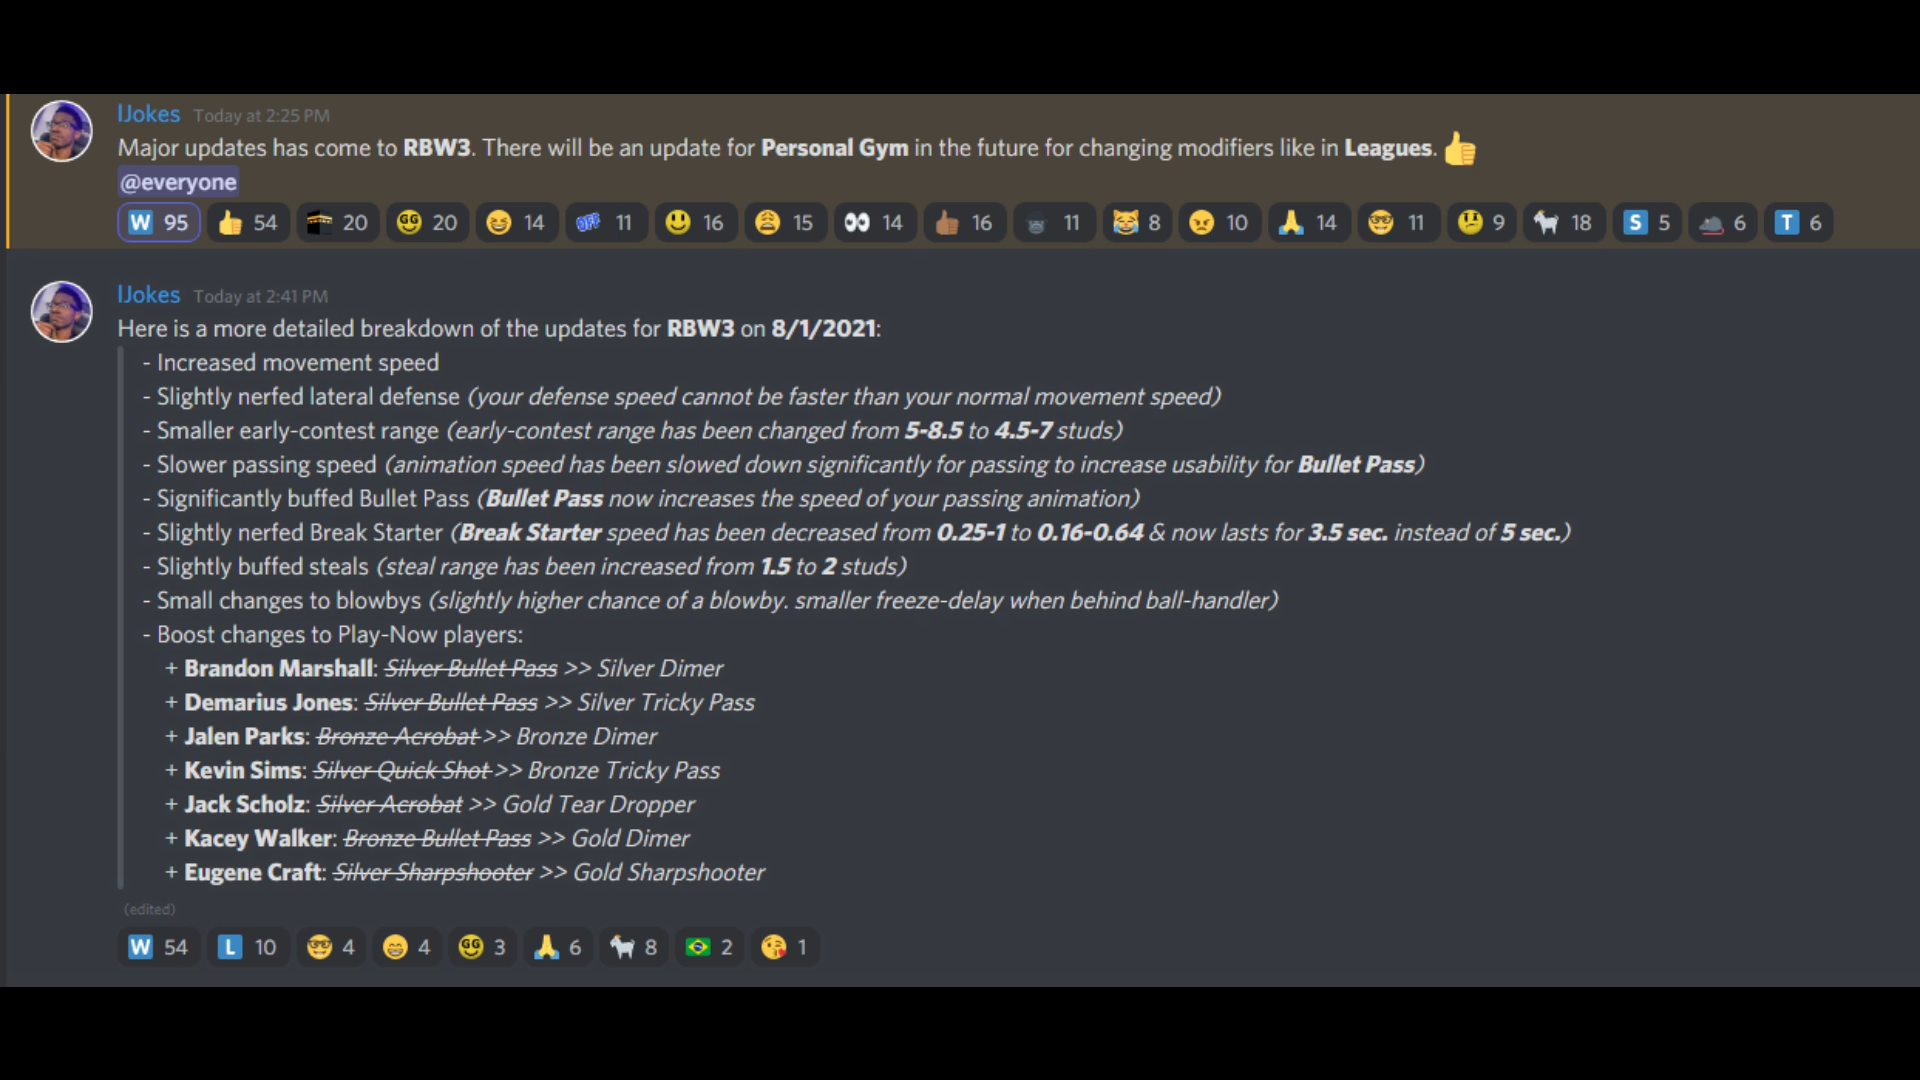 IJokes Today at 2:25 PM
Major updates has come to RBW3. There will be an update for Personal Gym in the future for changing modifiers like in Leagues. 👍
@everyone
W 95 54 20 GG 20 14 OFF 11 16 15 14 16 11 8 10 14 11 9 18 S 5 6 T 6
IJokes Today at 2:41 PM
Here is a more detailed breakdown of the updates for RBW3 on 8/1/2021:
- Increased movement speed
- Slightly nerfed lateral defense (your defense speed cannot be faster than your normal movement speed)
- Smaller early-contest range (early-contest range has been changed from 5-8.5 to 4.5-7 studs)
- Slower passing speed (animation speed has been slowed down significantly for passing to increase usability for Bullet Pass)
- Significantly buffed Bullet Pass (Bullet Pass now increases the speed of your passing animation)
- Slightly nerfed Break Starter (Break Starter speed has been decreased from 0.25-1 to 0.16-0.64 & now lasts for 3.5 sec. instead of 5 sec.)
- Slightly buffed steals (steal range has been increased from 1.5 to 2 studs)
- Small changes to blowbys (slightly higher chance of a blowby. smaller freeze-delay when behind ball-handler)
- Boost changes to Play-Now players:
+ Brandon Marshall: Silver Bullet Pass >> Silver Dimer
+ Demarius Jones: Silver Bullet Pass >> Silver Tricky Pass
+ Jalen Parks: Bronze Acrobat >> Bronze Dimer
+ Kevin Sims: Silver Quick Shot >> Bronze Tricky Pass
+ Jack Scholz: Silver Acrobat >> Gold Tear Dropper
+ Kacey Walker: Bronze Bullet Pass >> Gold Dimer
+ Eugene Craft: Silver Sharpshooter >> Gold Sharpshooter
(edited)
W 54 L 10 4 4 GG 3 6 8 2 1